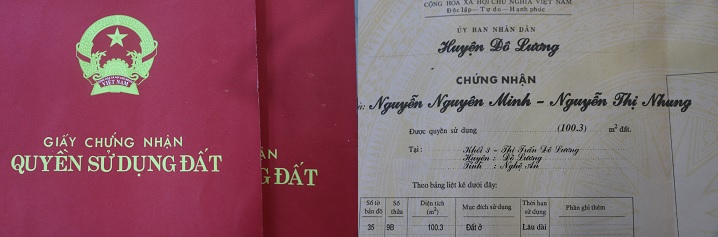 VIỆT NAM
GIẤY CHỨNG NHẬN
QUYỀN SỬ DỤNG ĐẤT
ẬN
G ĐẤT
CỘNG HÒA XÃ HỘI CHỦ NGHĨA VIỆT NAM
Độc lập - Tự do - Hạnh phúc
ỦY BAN NHÂN DÂN
Huyện Đô Lương
CHỨNG NHẬN
Nguyễn Nguyên Minh - Nguyễn Thị Nhung
Được quyền sử dụng (100.3) m² đất.
Tại : Khối 3 - Thị Trấn Đô Lương
Huyện : Đô Lương
Tỉnh : Nghệ An
Theo bảng liệt kê dưới đây:
Số tờ bản đồ Số thửa Diện tích (m²) Mục đích sử dụng Thời hạn sử dụng Phần ghi thêm
35 9B 100.3 Đất ở Lâu dài